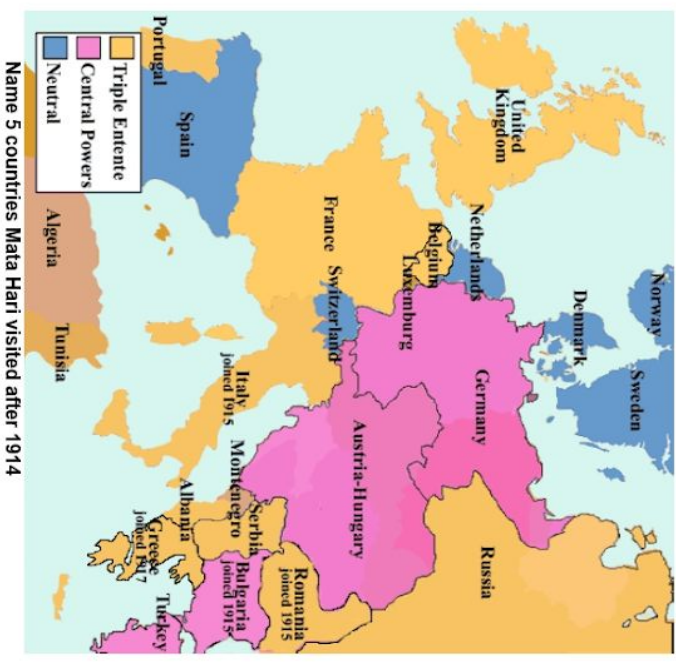 Norway
Sweden
Denmark
United
Kingdom
Netherlands
Belgium
Luxemburg
Germany
Russia
France
Switzerland
Austria-Hungary
Portugal
Spain
Italy
joined 1915
Montenegro
Serbia
Romania
joined 1915
Albania
Bulgaria
joined 1915
Greece
joined 1917
Turkey
Triple Entente
Central Powers
Neutral
Algeria
Tunisia
Name 5 countries Mata Hari visited after 1914